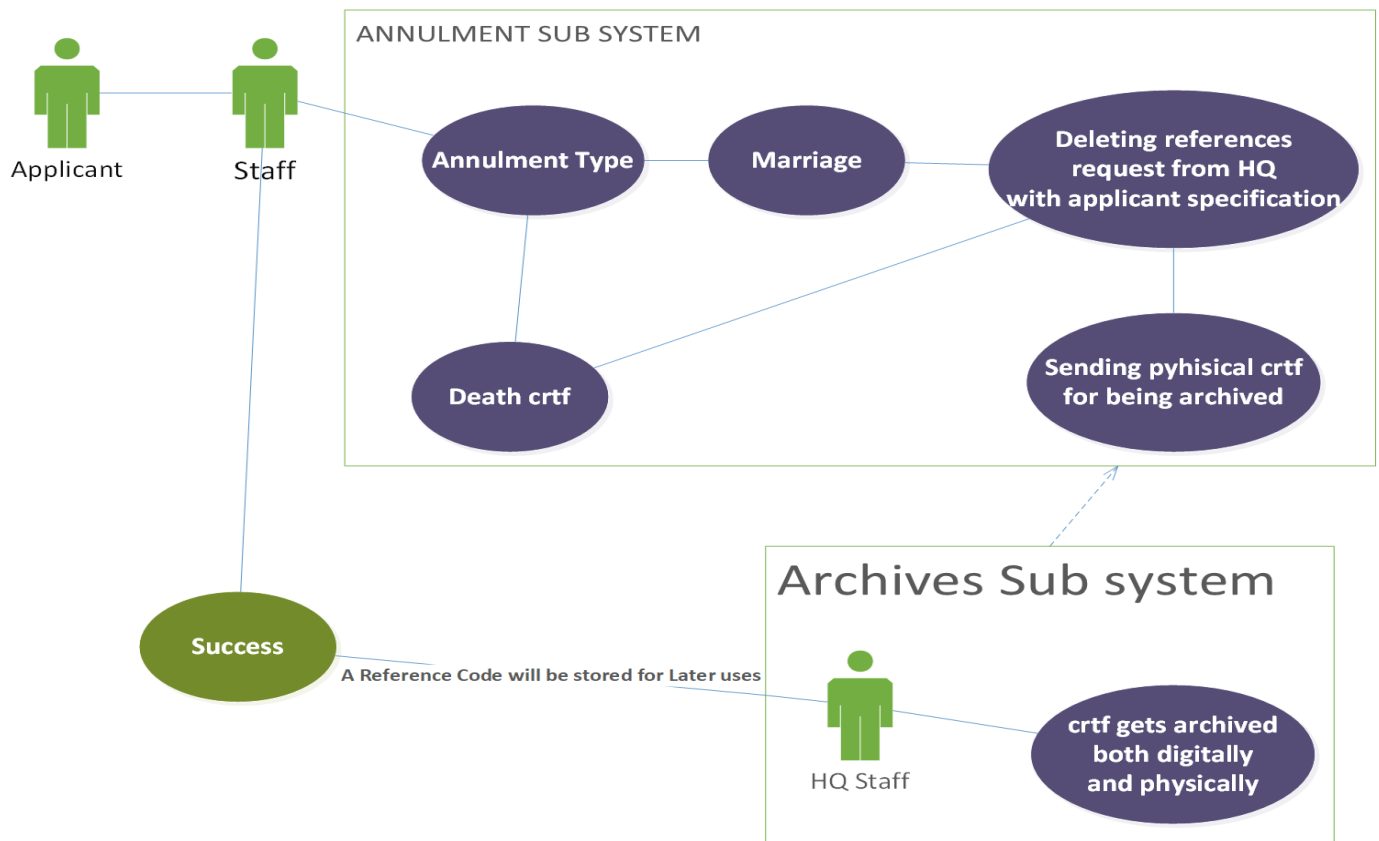 ANNULMENT SUB SYSTEM
Applicant
Staff
Annulment Type
Marriage
Deleting references
request from HQ
with applicant specification
Death crtf
Sending pyhisical crtf
for being archived
Archives Sub system
Success
A Reference Code will be stored for Later uses
HQ Staff
crtf gets archived
both digitally
and physically